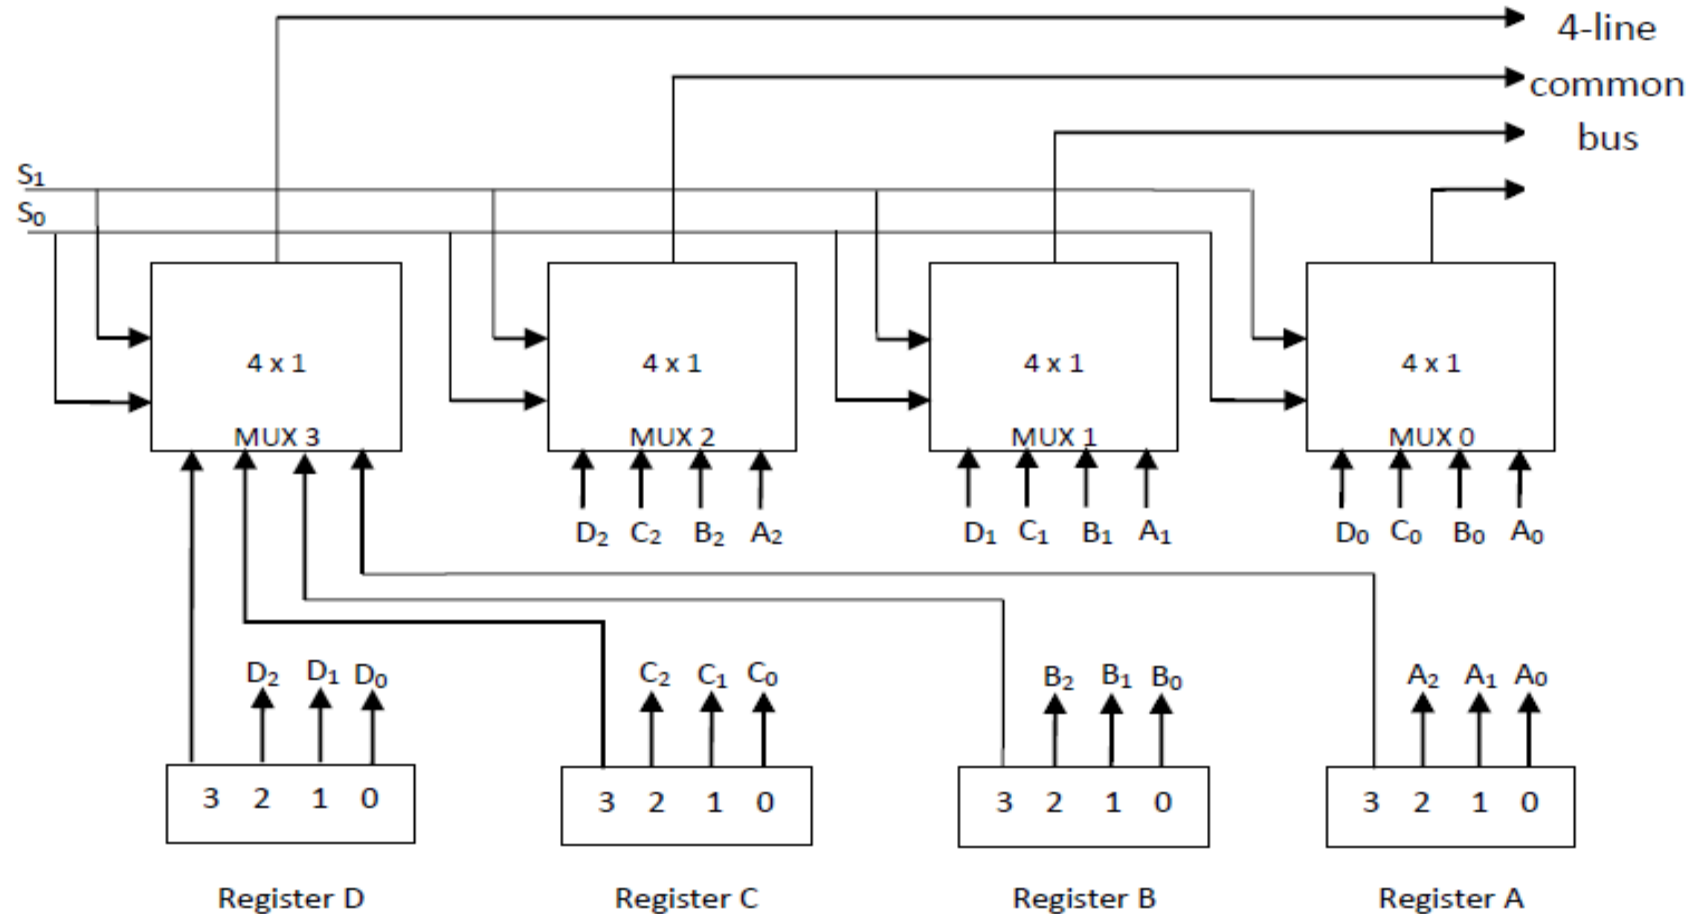 4-line
common
bus
S₁
S₀
4 x 1 4 x 1 4 x 1 4 x 1
MUX 3 MUX 2 MUX 1 MUX 0
D₂ C₂ B₂ A₂ D₁ C₁ B₁ A₁ D₀ C₀ B₀ A₀
D₂ D₁ D₀ C₂ C₁ C₀ B₂ B₁ B₀ A₂ A₁ A₀
3 2 1 0 3 2 1 0 3 2 1 0 3 2 1 0
Register D Register C Register B Register A